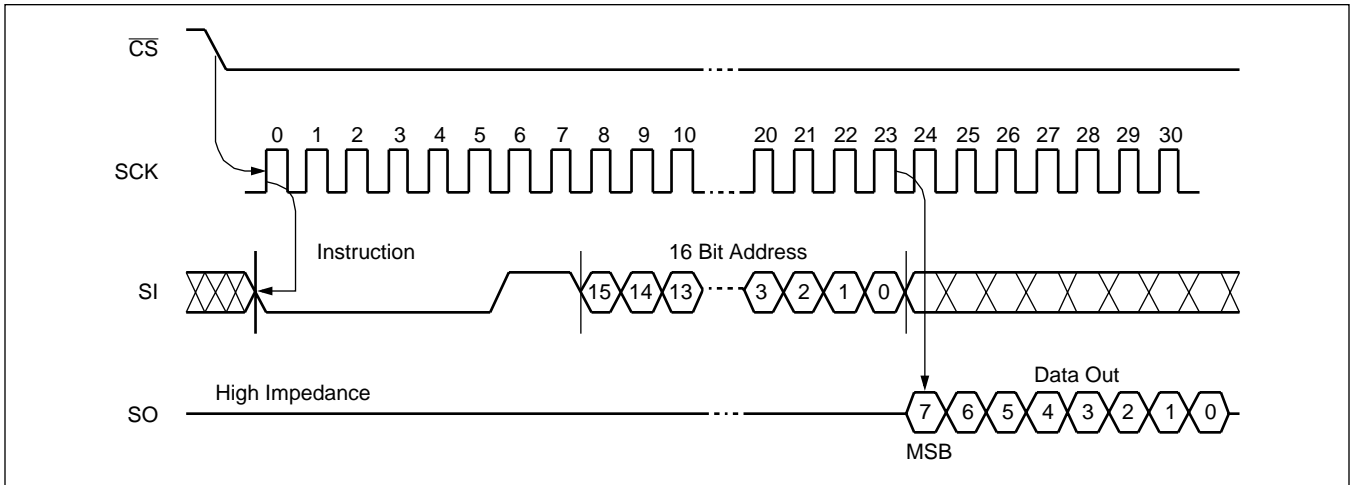 CS
0 1 2 3 4 5 6 7 8 9 10 20 21 22 23 24 25 26 27 28 29 30
SCK
Instruction 16 Bit Address
SI 15 14 13 3 2 1 0
High Impedance Data Out
SO 7 6 5 4 3 2 1 0
MSB